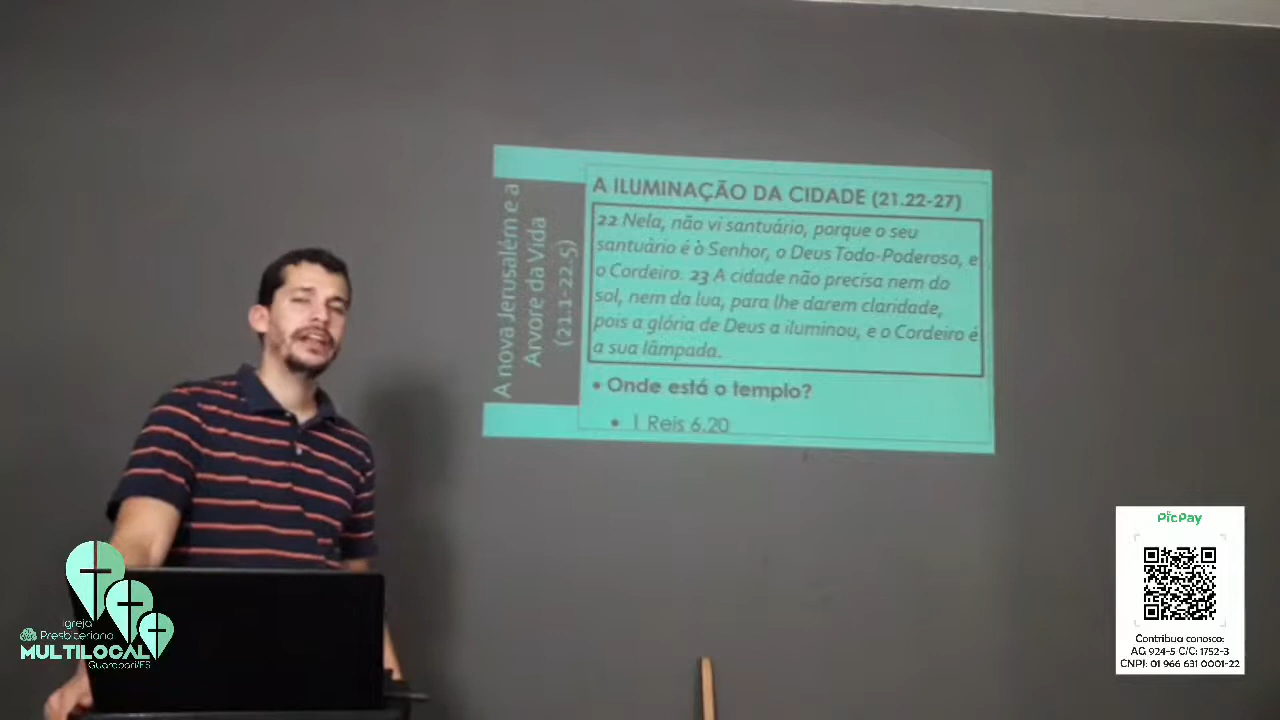 A nova Jerusalém e a
Árvore da Vida
(21.1-22.5)
A ILUMINAÇÃO DA CIDADE (21.22-27)
22 Nela, não vi santuário, porque o seu
santuário é o Senhor, o Deus Todo-Poderoso, e
o Cordeiro. 23 A cidade não precisa nem do
sol, nem da lua, para lhe darem claridade,
pois a glória de Deus a iluminou, e o Cordeiro é
a sua lâmpada.
• Onde está o templo?
• I Reis 6.20
Igreja
Presbiteriana
MULTILOCAL
Guarapari/ES
PicPay
Contribua conosco:
AG 924-5 C/C: 1752-3
CNPJ: 01 966 631 0001-22